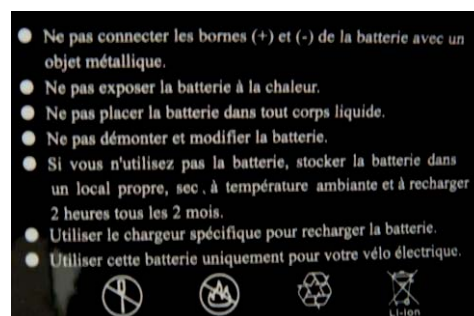 ● Ne pas connecter les bornes (+) et (-) de la batterie avec un
objet métallique.
● Ne pas exposer la batterie à la chaleur.
● Ne pas placer la batterie dans tout corps liquide.
● Ne pas démonter et modifier la batterie.
● Si vous n'utilisez pas la batterie, stocker la batterie dans
un local propre, sec , à température ambiante et à recharger
2 heures tous les 2 mois.
● Utiliser le chargeur spécifique pour recharger la batterie.
● Utiliser cette batterie uniquement pour votre vélo électrique.
Li-Ion